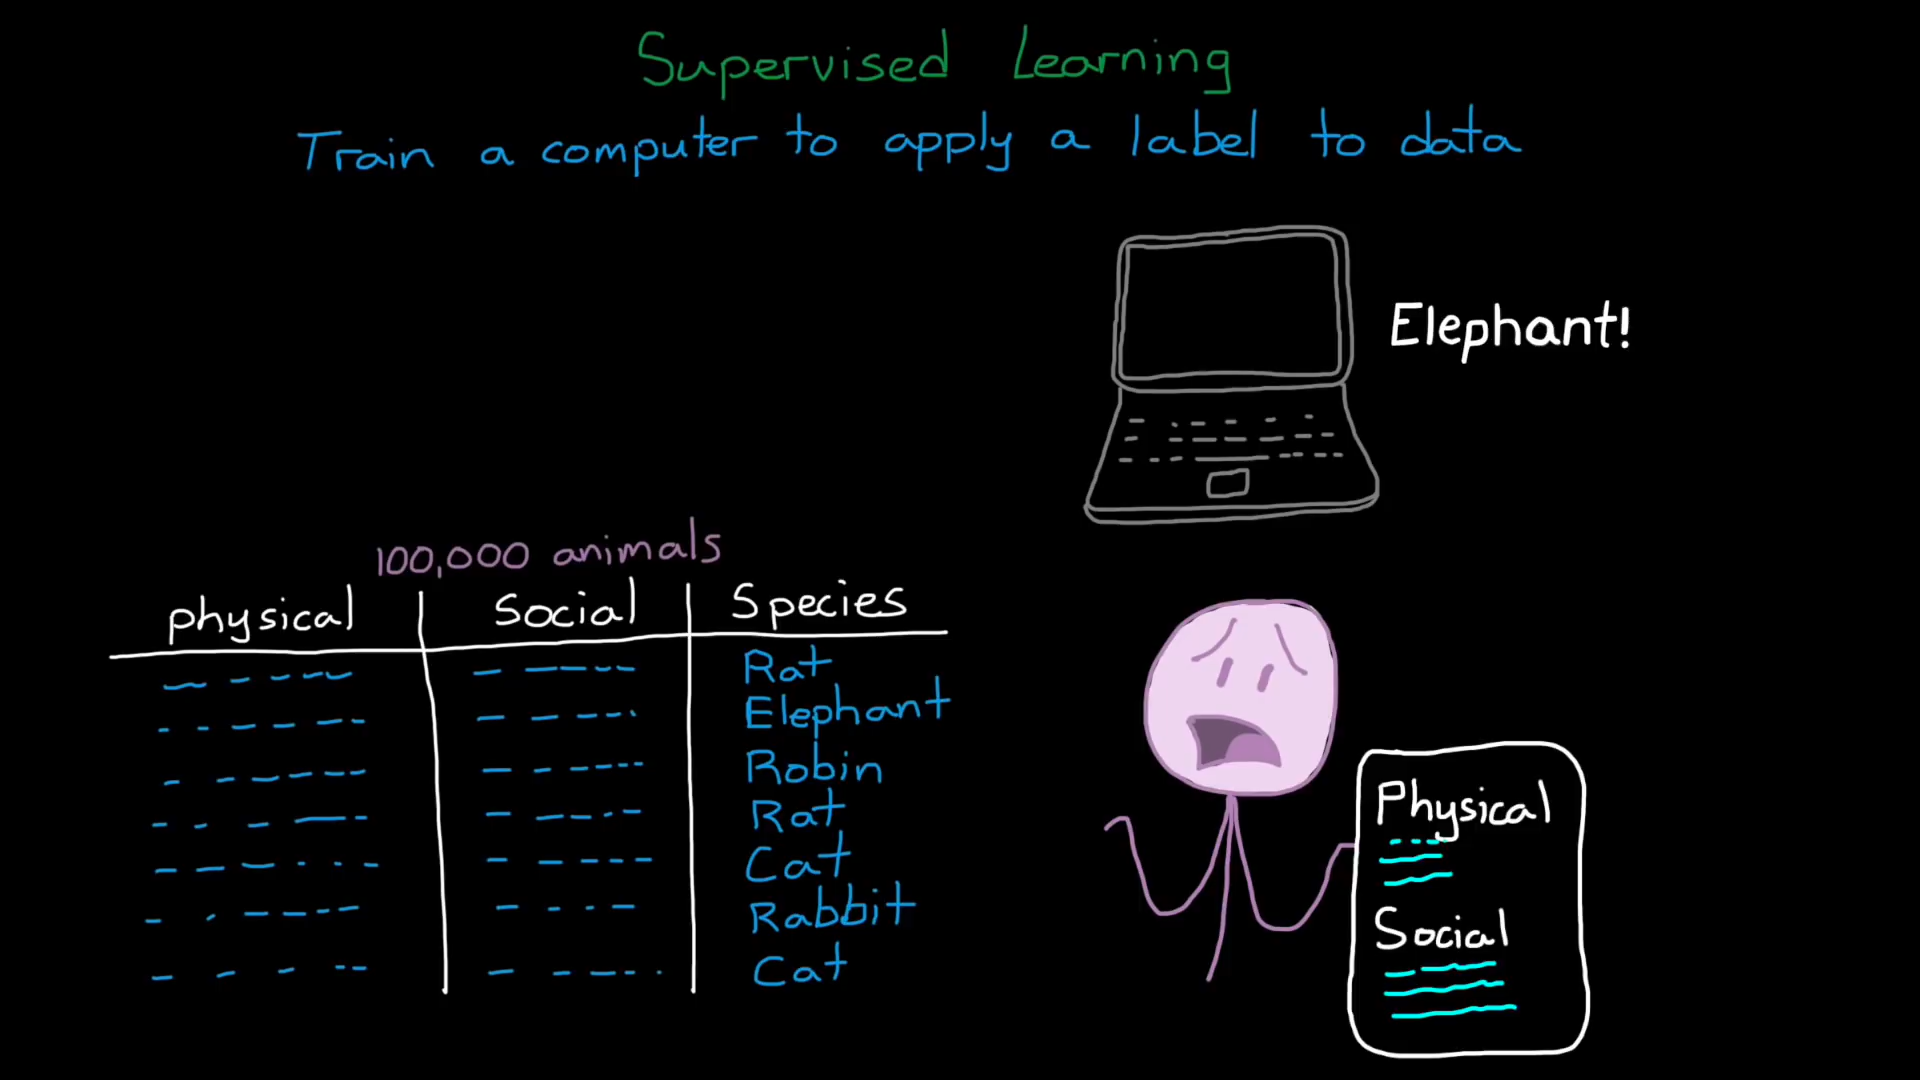 Supervised Learning
Train a computer to apply a label to data
Elephant!
100,000 animals
physical social Species
Rat
Elephant
Robin
Rat
Cat
Rabbit
Cat
Physical
Social